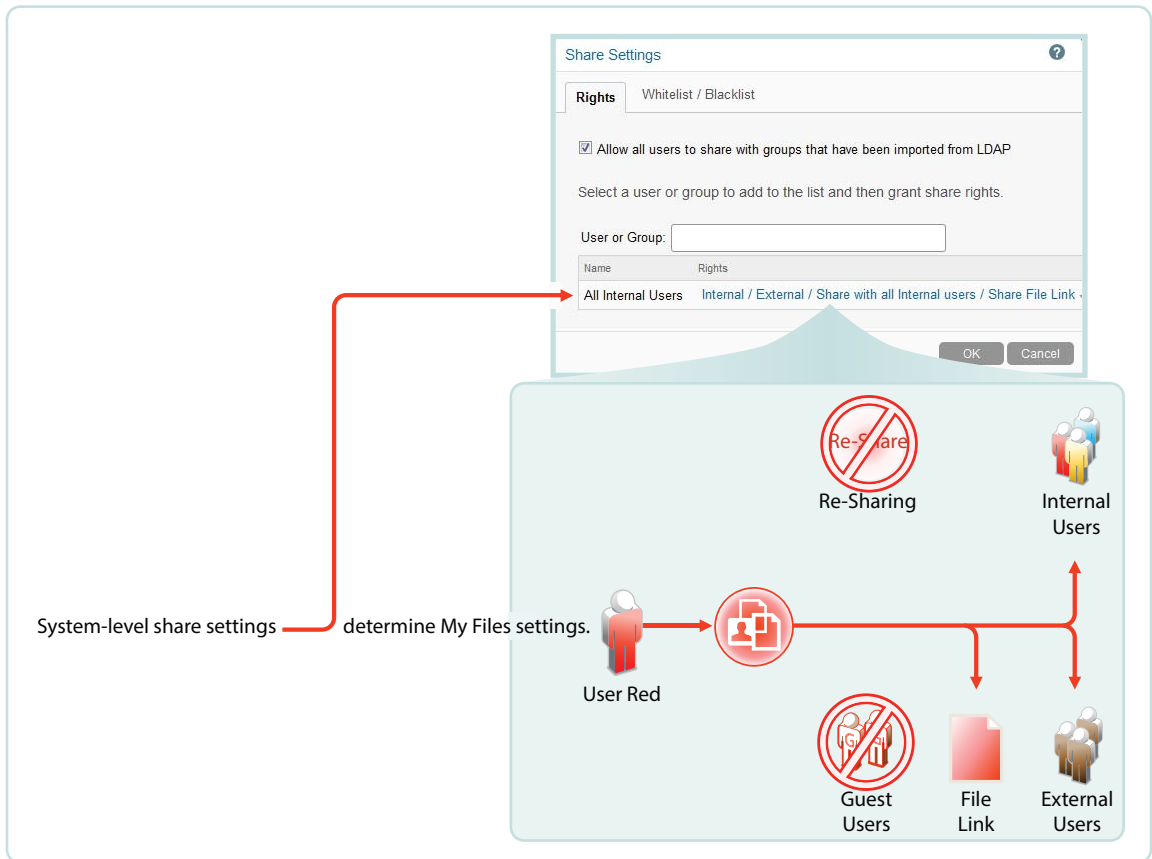 Share Settings
?
Rights
Whitelist / Blacklist
Allow all users to share with groups that have been imported from LDAP
Select a user or group to add to the list and then grant share rights.
User or Group:
Name Rights
All Internal Users Internal / External / Share with all Internal users / Share File Link
OK Cancel
Re-Share
Re-Sharing
Internal
Users
System-level share settings determine My Files settings.
User Red
G G
Guest
Users
File
Link
External
Users